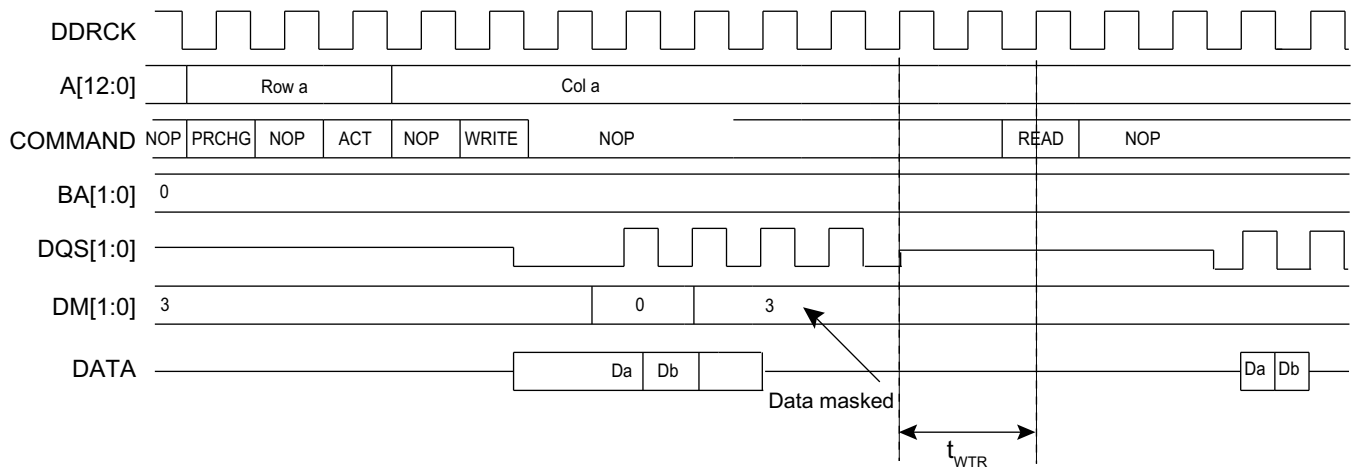 DDRCK
A[12:0] Row a Col a
COMMAND NOP PRCHG NOP ACT NOP WRITE NOP READ NOP
BA[1:0] 0
DQS[1:0]
DM[1:0] 3 0 3
DATA Da Db Da Db
Data masked
tWTR